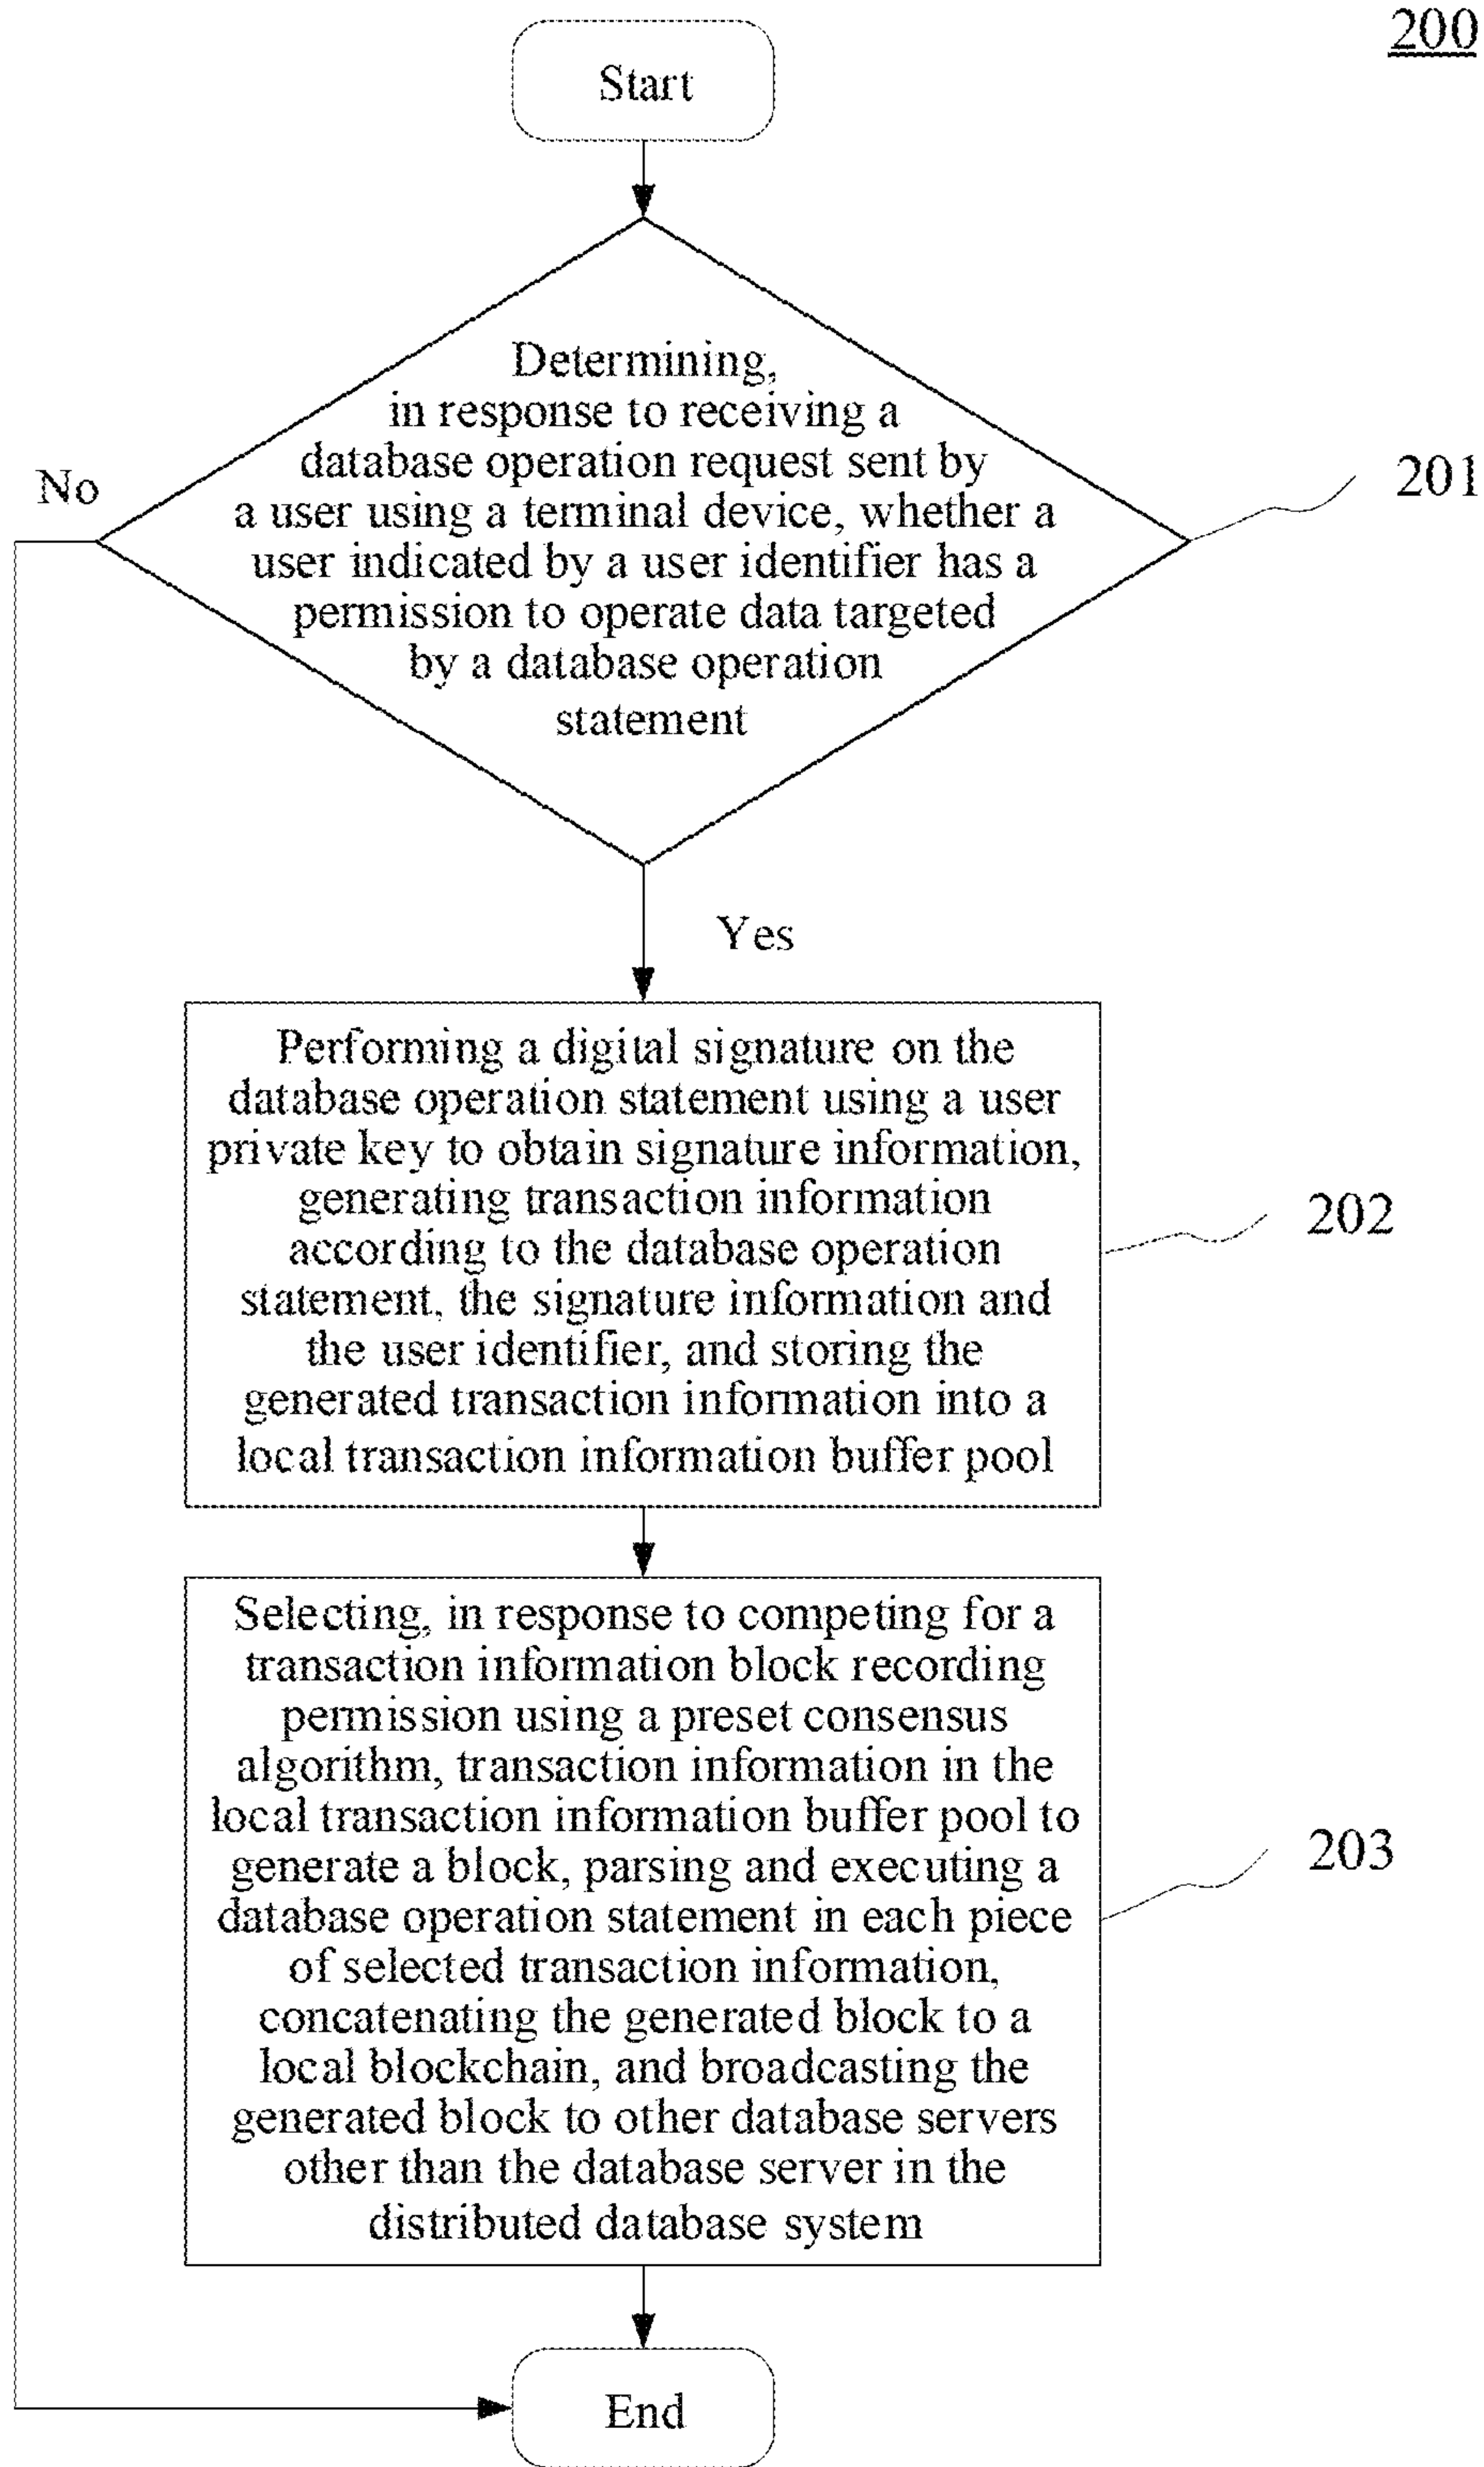 200
Start
Determining,
in response to receiving a
database operation request sent by
a user using a terminal device, whether a
user indicated by a user identifier has a
permission to operate data targeted
by a database operation
statement
No
201
Yes
Performing a digital signature on the
database operation statement using a user
private key to obtain signature information,
generating transaction information
according to the database operation
statement, the signature information and
the user identifier, and storing the
generated transaction information into a
local transaction information buffer pool
202
Selecting, in response to competing for a
transaction information block recording
permission using a preset consensus
algorithm, transaction information in the
local transaction information buffer pool to
generate a block, parsing and executing a
database operation statement in each piece
of selected transaction information,
concatenating the generated block to a
local blockchain, and broadcasting the
generated block to other database servers
other than the database server in the
distributed database system
203
End